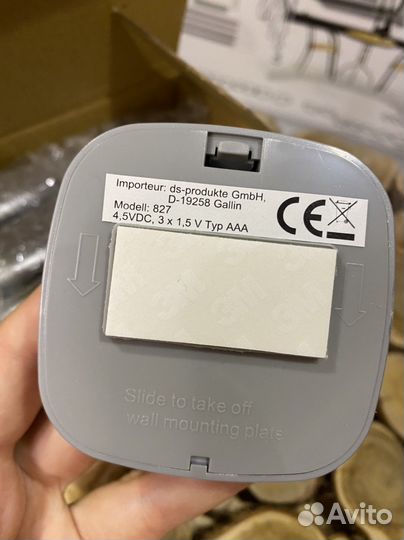 Importeur: ds-produkte GmbH,
D-19258 Gallin
Modell: 827
4,5VDC, 3 x 1,5 V Typ AAA
CE
3M 3M
Slide to take off
wall mounting plate
Avito